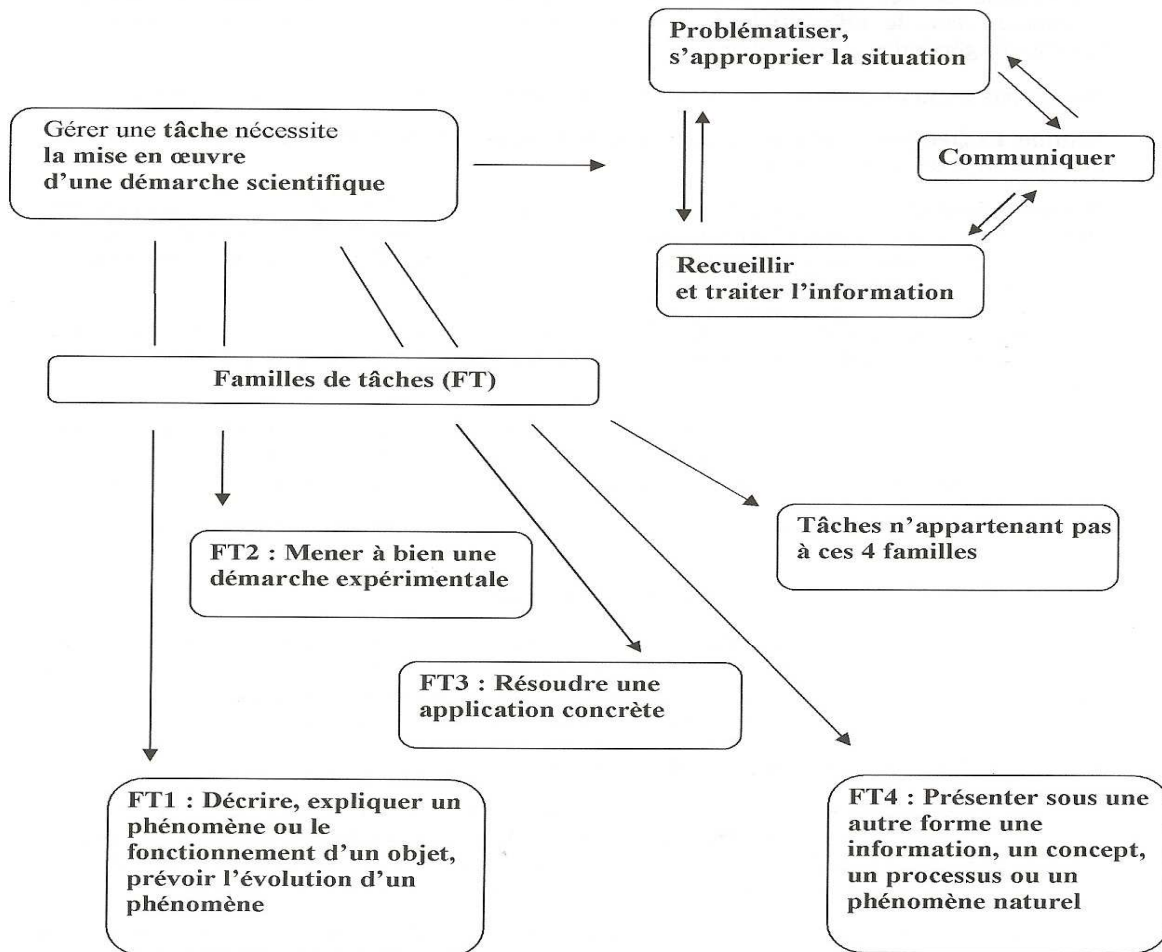 Problématiser,
s'approprier la situation
Gérer une tâche nécessite
la mise en œuvre
d'une démarche scientifique
Communiquer
Recueillir
et traiter l'information
Familles de tâches (FT)
Tâches n'appartenant pas
à ces 4 familles
FT2 : Mener à bien une
démarche expérimentale
FT3 : Résoudre une
application concrète
FT1 : Décrire, expliquer un
phénomène ou le
fonctionnement d'un objet,
prévoir l'évolution d'un
phénomène
FT4 : Présenter sous une
autre forme une
information, un concept,
un processus ou un
phénomène naturel